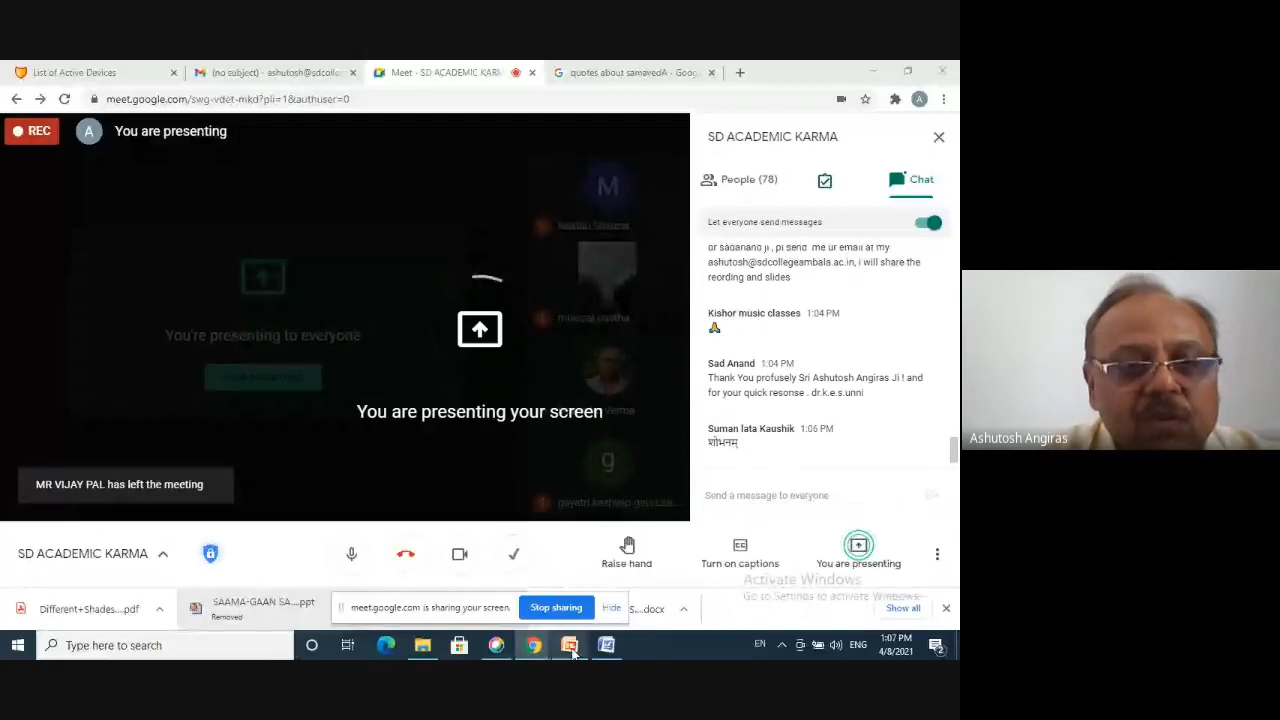 List of Active Devices
(no subject) - ashutosh@sdcolle
Meet - SD ACADEMIC KAR
quotes about samavedA - Goog
meet.google.com/swg-vdet-mkd?pli=1&authuser=0
REC
A
You are presenting
SD ACADEMIC KARMA
People (78)
Chat
M
Let everyone send messages
dr sadanand ji , pl send me ur email at my
ashutosh@sdcollegeambala.ac.in, i will share the
reording and slides
Kishor music classes 1:04 PM
Sad Anand 1:04 PM
Thank You profusely Sri Ashutosh Angiras Ji ! and
for your quick resonse . dr.k.e.s.unni
Suman lata Kaushik 1:06 PM
शोभनम्
You're presenting to everyone
You are presenting your screen
Verma
g
MR VIJAY PAL has left the meeting
Send a message to everyone
Ashutosh Angiras
SD ACADEMIC KARMA
Raise hand
Turn on captions
You are presenting
Activate Windows
Go to Settings to activate Windows.
Different+Shades....pdf
SAAMA-GAAN SA....ppt
Removed
meet.google.com is sharing your screen.
Stop sharing
Hide
S....docx
Show all
Type here to search
EN
ENG
1:07 PM
4/8/2021
2